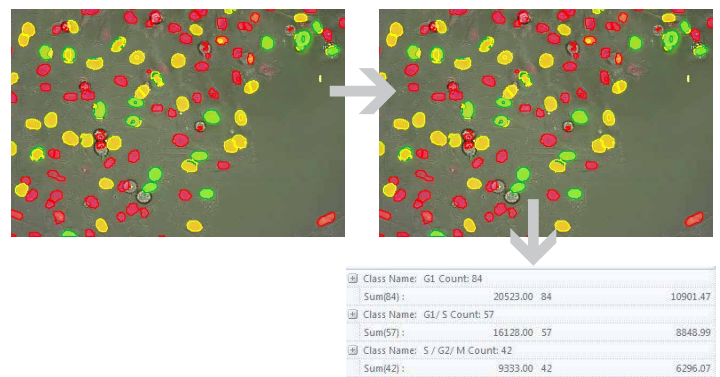 Class Name: G1 Count: 84
Sum(84) : 20523.00 84 10901.47
Class Name: G1/ S Count: 57
Sum(57) : 16128.00 57 8848.99
Class Name: S / G2/ M Count: 42
Sum(42) : 9333.00 42 6296.07